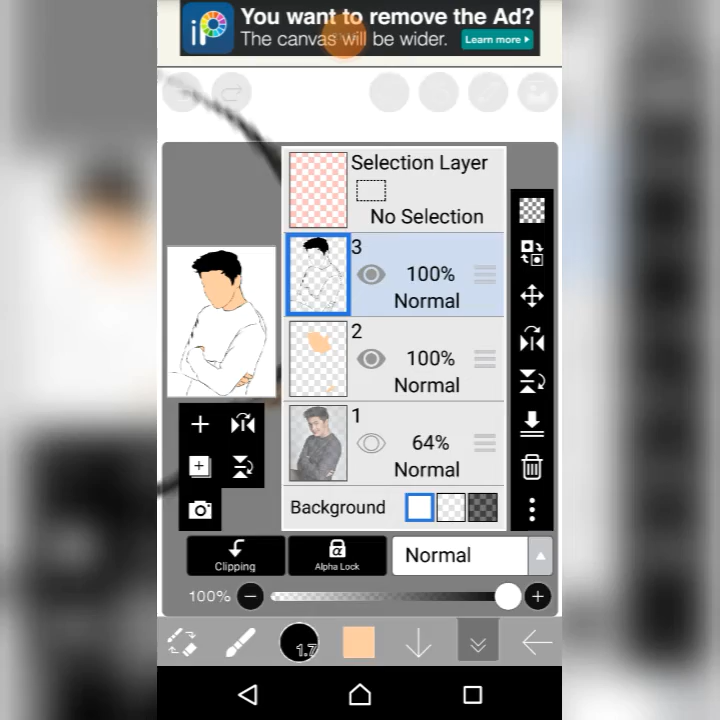 iP
You want to remove the Ad?
The canvas will be wider.
Learn more
Selection Layer
No Selection
3
100%
Normal
2
100%
Normal
1
64%
Normal
Background
Clipping
α
Alpha Lock
Normal
100%
1.7